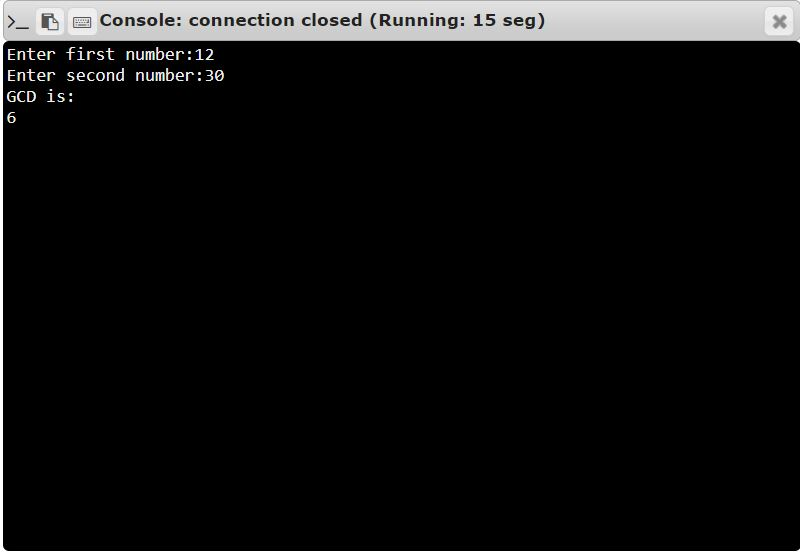 Console: connection closed (Running: 15 seg)
Enter first number:12
Enter second number:30
GCD is:
6